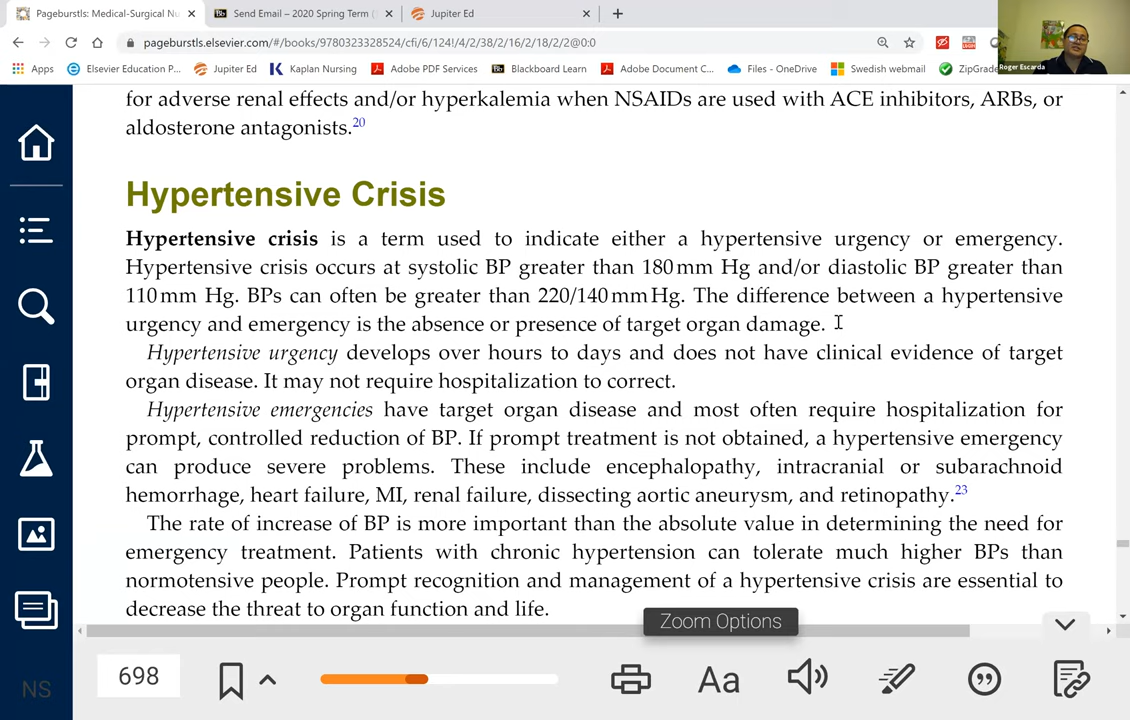 Pageburstls: Medical-Surgical Nu
Bb Send Email – 2020 Spring Term (
Jupiter Ed
pageburstls.elsevier.com/#/books/9780323328524/cfi/6/124!/4/2/38/2/16/2/18/2/2@0:0
Apps
Elsevier Education P...
Jupiter Ed
Kaplan Nursing
Adobe PDF Services
Bb Blackboard Learn
Adobe Document C...
Files - OneDrive
Swedish webmail
ZipGrade
Roger Escarda
for adverse renal effects and/or hyperkalemia when NSAIDs are used with ACE inhibitors, ARBs, or
aldosterone antagonists.20
Hypertensive Crisis
Hypertensive crisis is a term used to indicate either a hypertensive urgency or emergency.
Hypertensive crisis occurs at systolic BP greater than 180 mm Hg and/or diastolic BP greater than
110 mm Hg. BPs can often be greater than 220/140 mm Hg. The difference between a hypertensive
urgency and emergency is the absence or presence of target organ damage.
Hypertensive urgency develops over hours to days and does not have clinical evidence of target
organ disease. It may not require hospitalization to correct.
Hypertensive emergencies have target organ disease and most often require hospitalization for
prompt, controlled reduction of BP. If prompt treatment is not obtained, a hypertensive emergency
can produce severe problems. These include encephalopathy, intracranial or subarachnoid
hemorrhage, heart failure, MI, renal failure, dissecting aortic aneurysm, and retinopathy.23
The rate of increase of BP is more important than the absolute value in determining the need for
emergency treatment. Patients with chronic hypertension can tolerate much higher BPs than
normotensive people. Prompt recognition and management of a hypertensive crisis are essential to
decrease the threat to organ function and life.
Zoom Options
NS
698
Aa